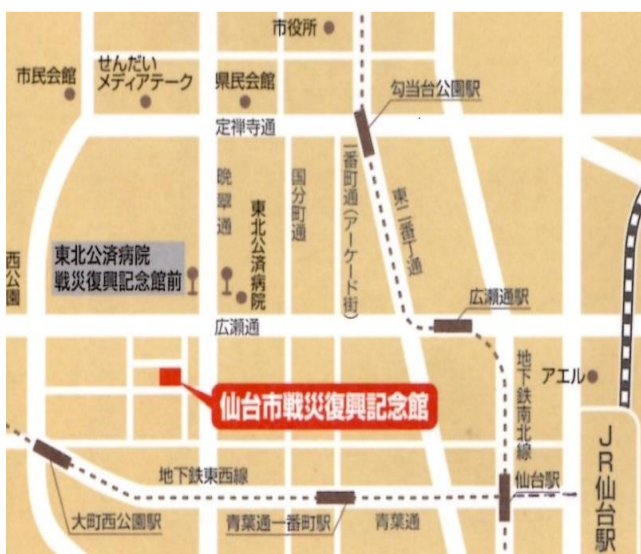 市役所
せんだい
メディアテーク
市民会館
県民会館
勾当台公園駅
定禅寺通
晩翠通
国分町通
一番町通(アーケード街)
東二番丁通
東北公済病院
西公園
東北公済病院
戦災復興記念館前
広瀬通駅
広瀬通
地下鉄南北線
アエル
仙台市戦災復興記念館
JR仙台駅
地下鉄東西線
仙台駅
大町西公園駅
青葉通一番町駅
青葉通